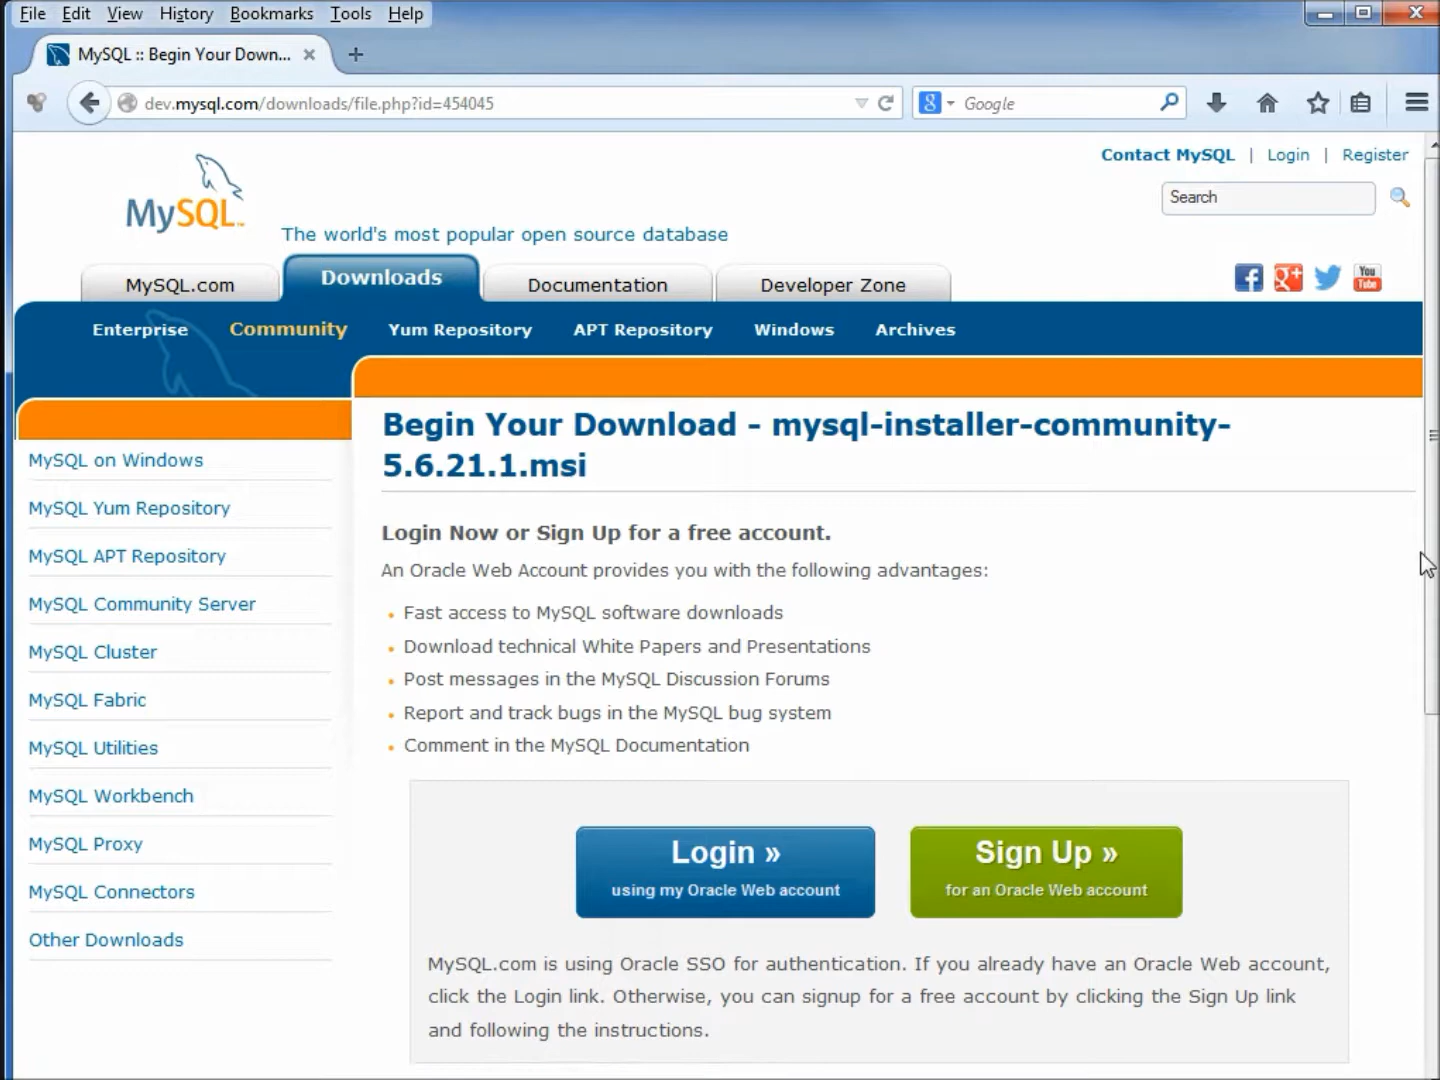 File Edit View History Bookmarks Tools Help
MySQL :: Begin Your Down...
dev.mysql.com/downloads/file.php?id=454045
Google
Contact MySQL | Login | Register
Search
MySQL™
The world's most popular open source database
MySQL.com Downloads Documentation Developer Zone
You Tube
Enterprise Community Yum Repository APT Repository Windows Archives
Begin Your Download - mysql-installer-community-
5.6.21.1.msi
MySQL on Windows
MySQL Yum Repository
MySQL APT Repository
MySQL Community Server
MySQL Cluster
MySQL Fabric
MySQL Utilities
MySQL Workbench
MySQL Proxy
MySQL Connectors
Other Downloads
Login Now or Sign Up for a free account.
An Oracle Web Account provides you with the following advantages:
• Fast access to MySQL software downloads
• Download technical White Papers and Presentations
• Post messages in the MySQL Discussion Forums
• Report and track bugs in the MySQL bug system
• Comment in the MySQL Documentation
Login »
using my Oracle Web account
Sign Up »
for an Oracle Web account
MySQL.com is using Oracle SSO for authentication. If you already have an Oracle Web account,
click the Login link. Otherwise, you can signup for a free account by clicking the Sign Up link
and following the instructions.